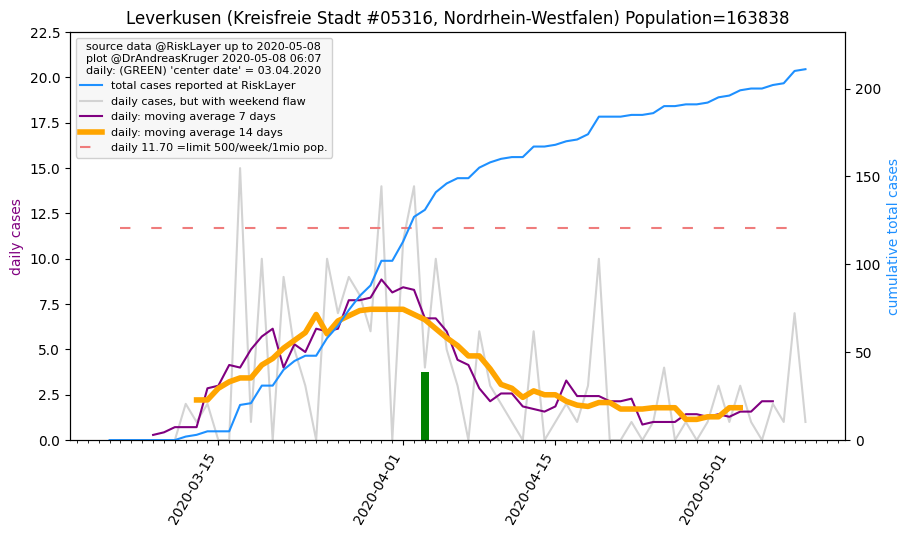 Leverkusen (Kreisfreie Stadt #05316, Nordrhein-Westfalen) Population=163838
source data @RiskLayer up to 2020-05-08
plot @DrAndreasKruger 2020-05-08 06:07
daily: (GREEN) 'center date' = 03.04.2020
total cases reported at RiskLayer
daily cases, but with weekend flaw
daily: moving average 7 days
daily: moving average 14 days
daily 11.70 =limit 500/week/1mio pop.
daily cases
22.5
20.0
17.5
15.0
12.5
10.0
7.5
5.0
2.5
0.0
200
150
100
50
0
cumulative total cases
2020-03-15
2020-04-01
2020-04-15
2020-05-01